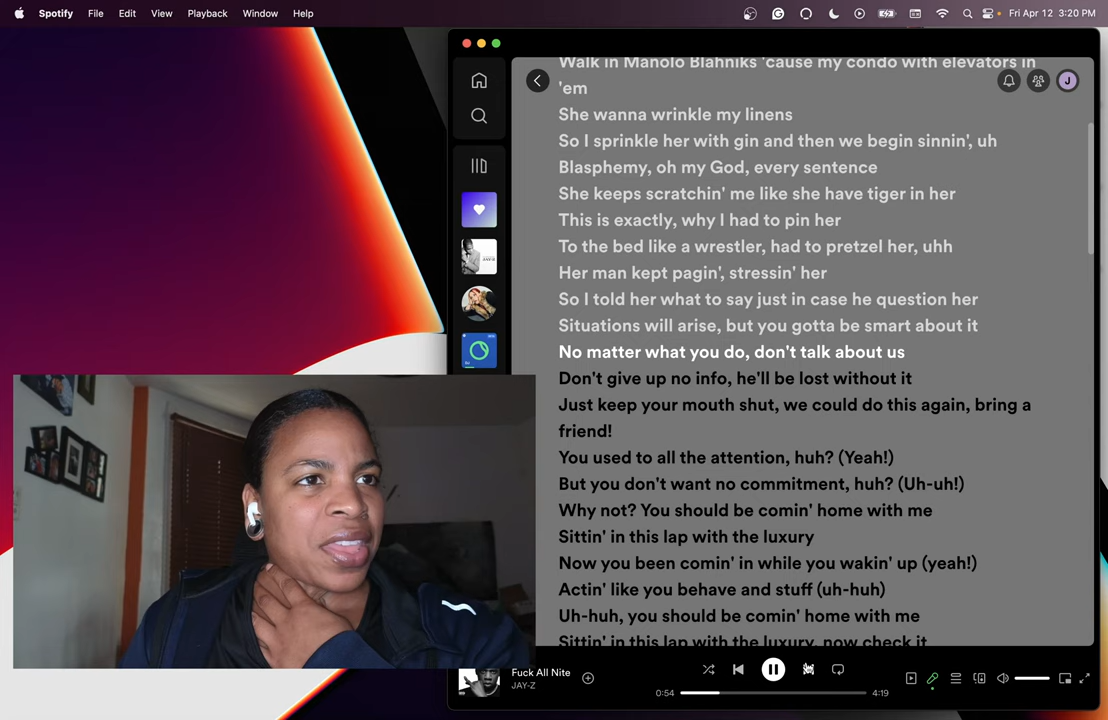 Spotify File Edit View Playback Window Help
Fri Apr 12 3:20 PM
Walk in Manolo Blahniks 'cause my condo with elevators in
'em
J
She wanna wrinkle my linens
So I sprinkle her with gin and then we begin sinnin', uh
Blasphemy, oh my God, every sentence
She keeps scratchin' me like she have tiger in her
This is exactly, why I had to pin her
To the bed like a wrestler, had to pretzel her, uhh
Her man kept pagin', stressin' her
So I told her what to say just in case he question her
Situations will arise, but you gotta be smart about it
No matter what you do, don't talk about us
Don't give up no info, he'll be lost without it
Just keep your mouth shut, we could do this again, bring a
friend!
You used to all the attention, huh? (Yeah!)
But you don't want no commitment, huh? (Uh-uh!)
Why not? You should be comin' home with me
Sittin' in this lap with the luxury
Now you been comin' in while you wakin' up (yeah!)
Actin' like you behave and stuff (uh-huh)
Uh-huh, you should be comin' home with me
Sittin' in this lap with the luxury, now check it
Fuck All Nite
JAY-Z
0:54
4:19